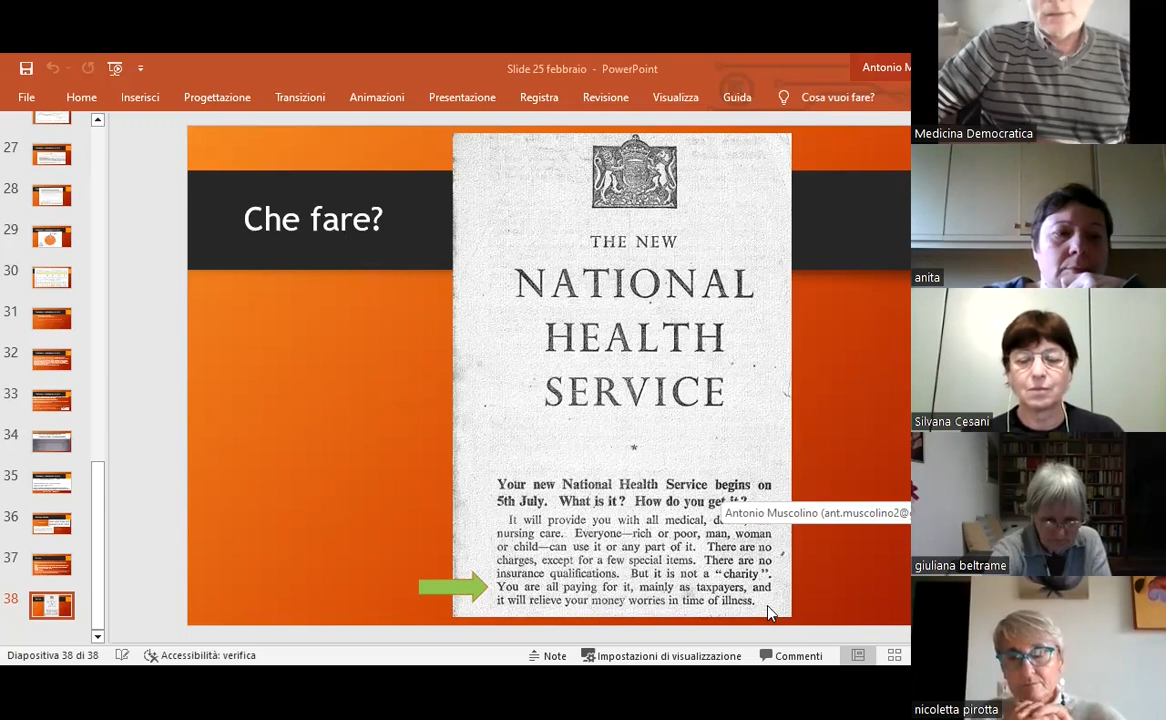 Slide 25 febbraio - PowerPoint
Antonio M
File Home Inserisci Progettazione Transizioni Animazioni Presentazione Registra Revisione Visualizza Guida Cosa vuoi fare?
27
28
29
30
31
32
33
34
35
36
37
38
Che fare?
THE NEW
NATIONAL
HEALTH
SERVICE
*
Your new National Health Service begins on
5th July. What is it? How do you get it?
It will provide you with all medical,
nursing care. Everyone—rich or poor, man, woman
or child—can use it or any part of it. There are no
charges, except for a few special items. There are no
insurance qualifications. But it is not a “charity”.
You are all paying for it, mainly as taxpayers, and
it will relieve your money worries in time of illness.
Antonio Muscolino (ant.muscolino2@
Diapositiva 38 di 38 Accessibilità: verifica Note Impostazioni di visualizzazione Commenti
Medicina Democratica
anita
Silvana Cesani
giuliana beltrame
nicoletta pirotta